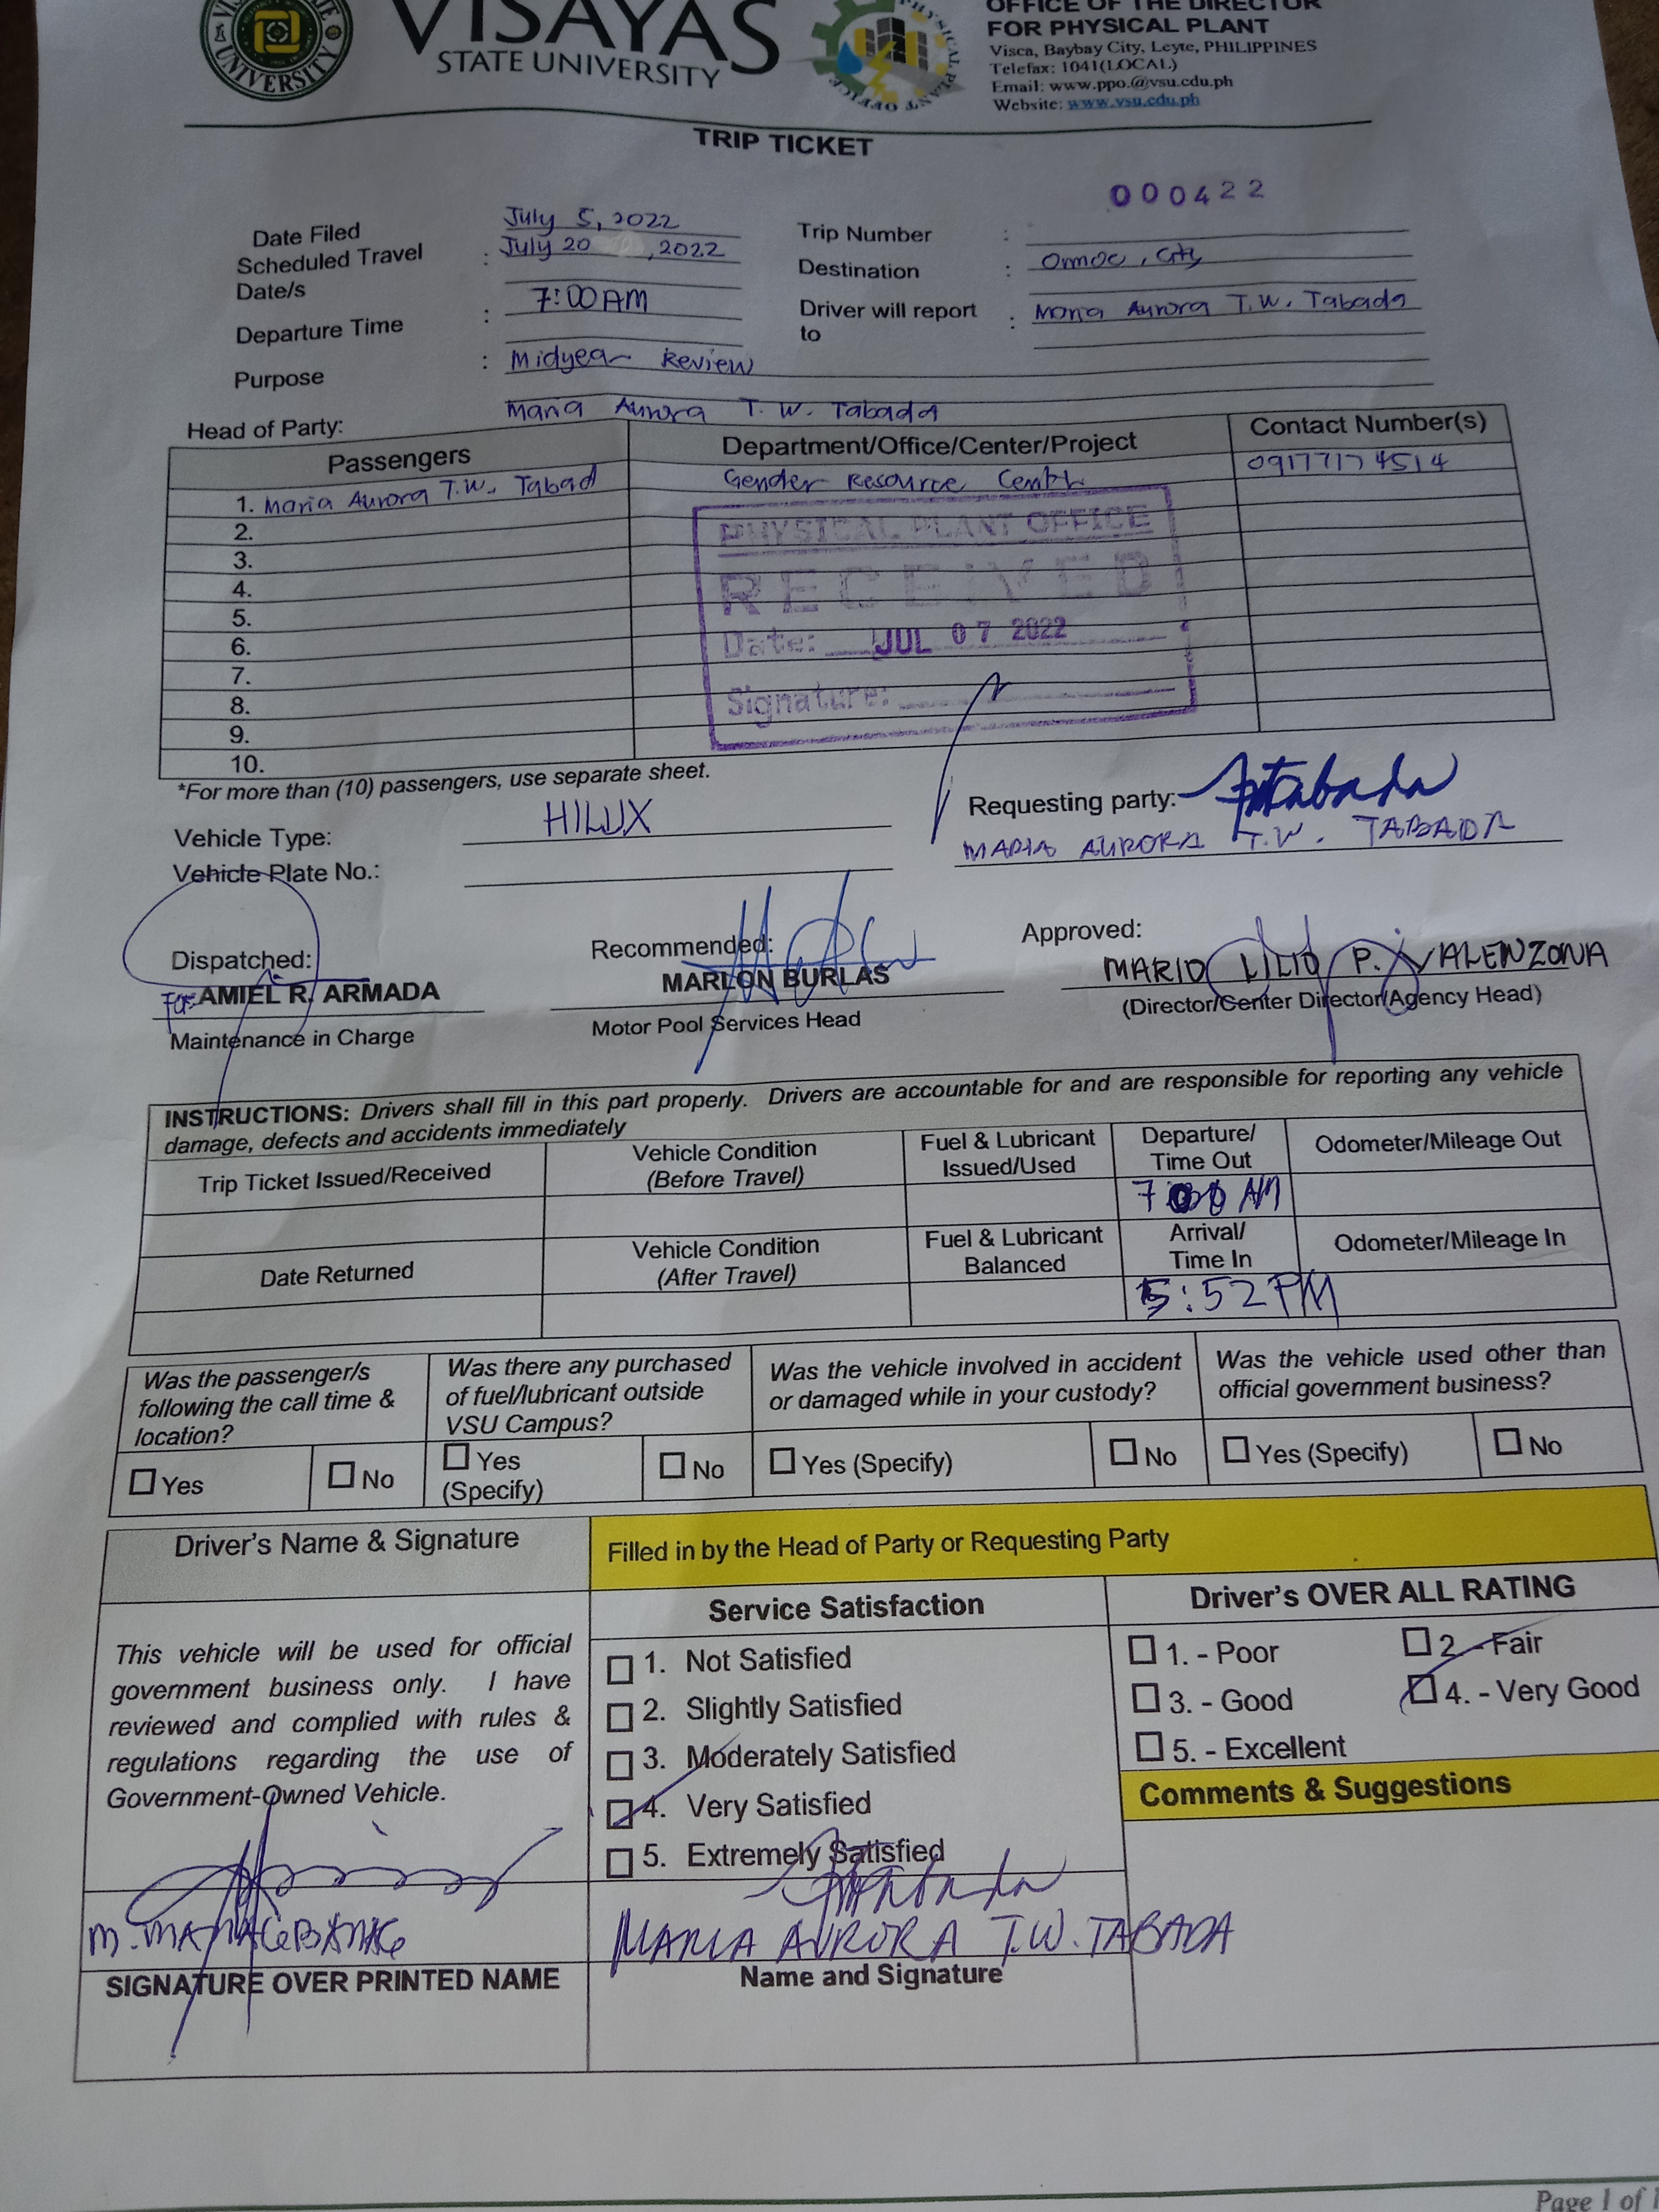 VISAYAS
STATE UNIVERSITY
UNIVERSITY
PHYSICAL PLANT OFFICE
OFFICE OF THE DIRECTOR
FOR PHYSICAL PLANT
Visca, Baybay City, Leyte, PHILIPPINES
Telefax: 1041(LOCAL)
Email: www.ppo.@vsu.edu.ph
Website: www.vsu.edu.ph
TRIP TICKET
000422
Date Filed July 5, 2022
Scheduled Travel Date/s : July 20 , 2022
Departure Time : 7:00AM
Purpose : Midyear Review
Trip Number :
Destination : Ormoc, City
Driver will report to : Maria Aurora T.W. Tabada
Head of Party: Maria Aurora T. W. Tabada
Passengers Department/Office/Center/Project Contact Number(s)
1. Maria Aurora T.W. Tabad Gender Resource 09177174514
2.
3.
4.
5.
6.
7.
8.
9.
10.
PHYSICAL PLANT OFFICE
RECEIVED
Date: JUL 07 2022
Signature:
*For more than (10) passengers, use separate sheet.
Vehicle Type: HILUX
Vehicle Plate No.:
Requesting party: Tabada
MARIA AURORA T.W. TABADA
Dispatched:
For: AMIEL R. ARMADA
Maintenance in Charge
Recommended:
MARLON BURLAS
Motor Pool Services Head
Approved:
MARIO LILIO P. VALENZONA
(Director/Center Director/Agency Head)
INSTRUCTIONS: Drivers shall fill in this part properly. Drivers are accountable for and are responsible for reporting any vehicle
damage, defects and accidents immediately
Trip Ticket Issued/Received
Vehicle Condition
(Before Travel)
Fuel & Lubricant
Issued/Used
Departure/
Time Out
Odometer/Mileage Out
7:00 AM
Date Returned
Vehicle Condition
(After Travel)
Fuel & Lubricant
Balanced
Arrival/
Time In
Odometer/Mileage In
5:52 PM
Was the passenger/s
following the call time &
location?
Yes No
Was there any purchased
of fuel/lubricant outside
VSU Campus?
Yes No
(Specify)
Was the vehicle involved in accident
or damaged while in your custody?
Yes (Specify) No
Was the vehicle used other than
official government business?
Yes (Specify) No
Driver's Name & Signature
Filled in by the Head of Party or Requesting Party
This vehicle will be used for official
government business only. I have
reviewed and complied with rules &
regulations regarding the use of
Government-Owned Vehicle.
Service Satisfaction
1. Not Satisfied
2. Slightly Satisfied
3. Moderately Satisfied
4. Very Satisfied
5. Extremely Satisfied
Driver's OVER ALL RATING
1. - Poor 2. - Fair
3. - Good 4. - Very Good
5. - Excellent
Comments & Suggestions
SIGNATURE OVER PRINTED NAME
MARIA AURORA T.W. TABADA
Name and Signature
Page 1 of